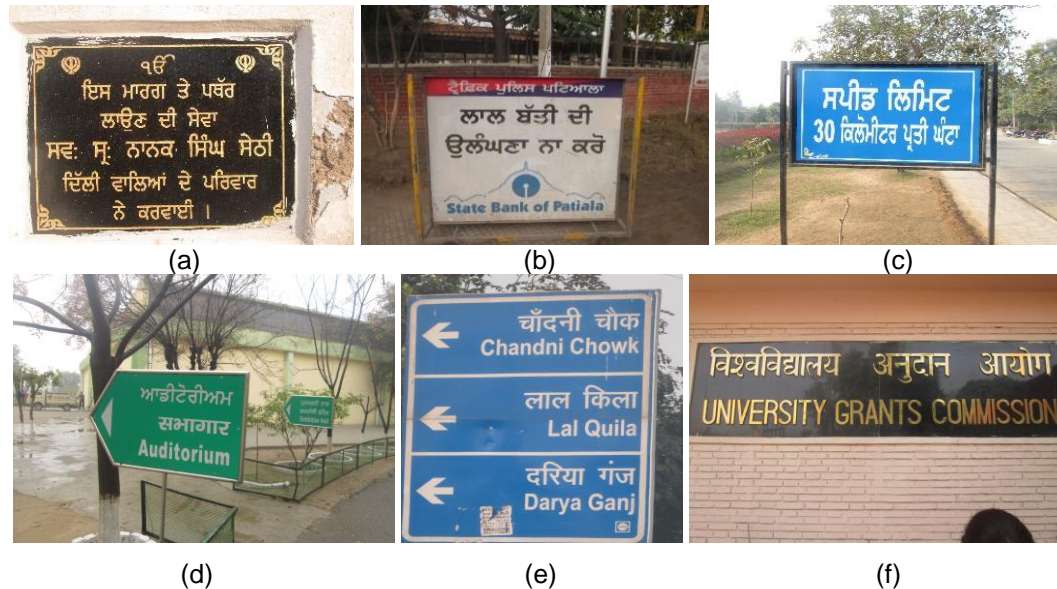 ੴ
ਇਸ ਮਾਰਗ ਤੇ ਪਥੱਰ
ਲਾਉਣ ਦੀ ਸੇਵਾ
ਸਵਃ ਸ੍ਰਃ ਨਾਨਕ ਸਿੰਘ ਸੇਠੀ
ਦਿੱਲੀ ਵਾਲਿਆਂ ਦੇ ਪਰਿਵਾਰ
ਨੇ ਕਰਵਾਈ ।
(a)
ਟ੍ਰੈਫਿਕ ਪੁਲਿਸ ਪਟਿਆਲਾ
ਲਾਲ ਬੱਤੀ ਦੀ
ਉਲੰਘਣਾ ਨਾ ਕਰੋ
State Bank of Patiala
(b)
ਸਪੀਡ ਲਿਮਿਟ
30 ਕਿਲੋਮੀਟਰ ਪ੍ਰਤੀ ਘੰਟਾ
(c)
ਆਡੀਟੋਰੀਅਮ
सभागार
Auditorium
(d)
चाँदनी चौक
Chandni Chowk
लाल किला
Lal Quila
दरिया गंज
Darya Ganj
(e)
विश्वविद्यालय अनुदान आयोग
UNIVERSITY GRANTS COMMISSION
(f)